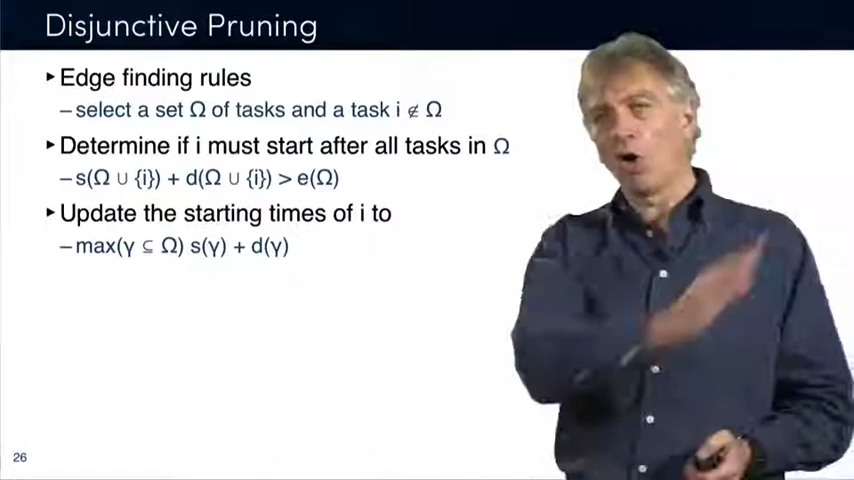 Disjunctive Pruning
▸Edge finding rules
–select a set Ω of tasks and a task i ∉ Ω
▸Determine if i must start after all tasks in Ω
–s(Ω ∪ {i}) + d(Ω ∪ {i}) > e(Ω)
▸Update the starting times of i to
–max(γ ⊆ Ω) s(γ) + d(γ)
26